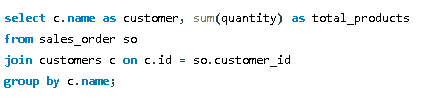 select c.name as customer, sum(quantity) as total_products
from sales_order so
join customers c on c.id = so.customer_id
group by c.name;